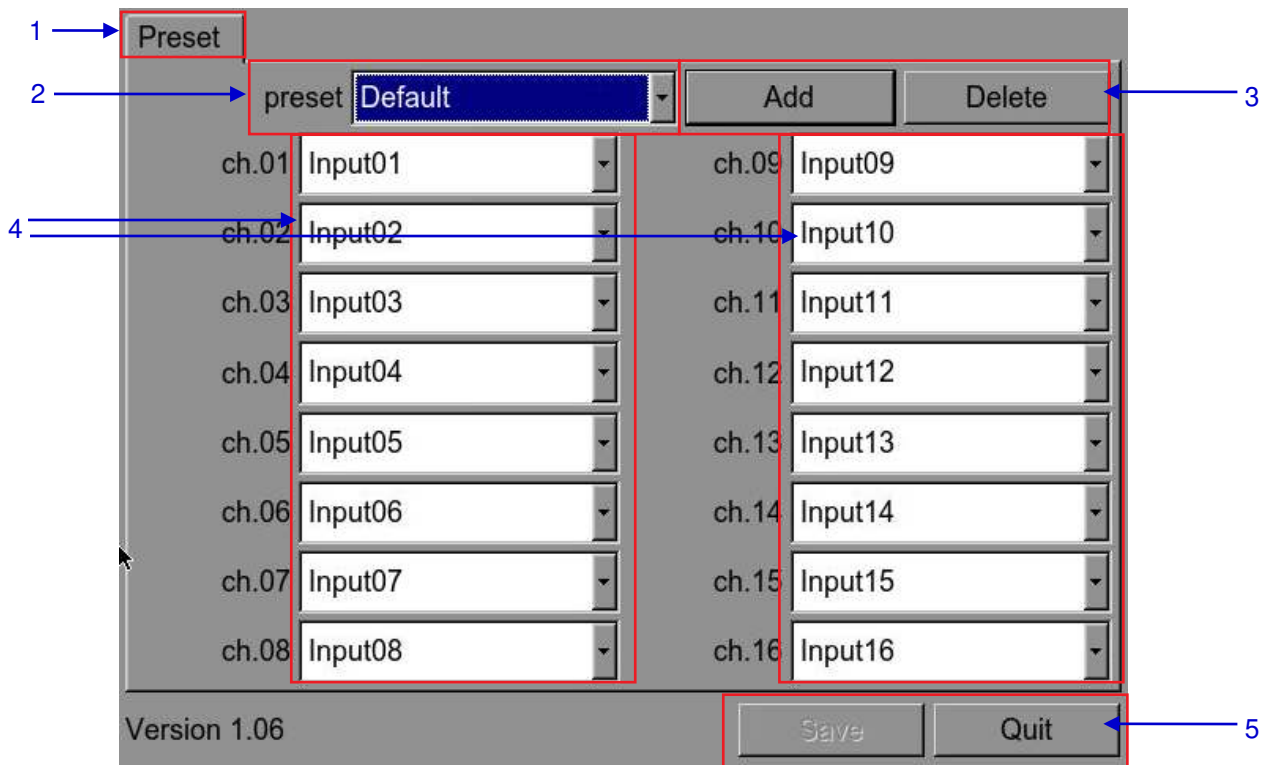 1 Preset
2 preset Default Add Delete 3
ch.01 Input01 ch.09 Input09
4 ch.02 Input02 ch.10 Input10
ch.03 Input03 ch.11 Input11
ch.04 Input04 ch.12 Input12
ch.05 Input05 ch.13 Input13
ch.06 Input06 ch.14 Input14
ch.07 Input07 ch.15 Input15
ch.08 Input08 ch.16 Input16
Version 1.06 Save Quit 5